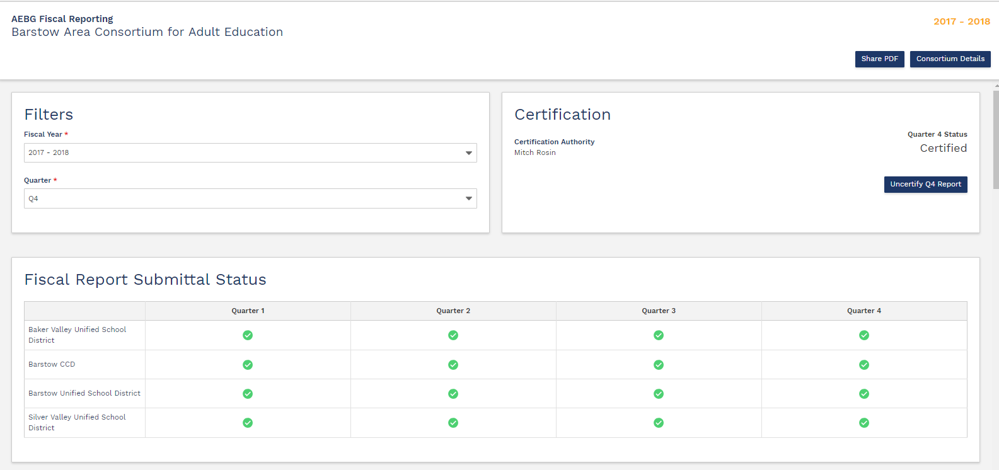 AEBG Fiscal Reporting
Barstow Area Consortium for Adult Education
2017 - 2018
Share PDF
Consortium Details
Filters
Fiscal Year *
2017 - 2018
Quarter *
Q4
Certification
Certification Authority
Mitch Rosin
Quarter 4 Status
Certified
Uncertify Q4 Report
Fiscal Report Submittal Status
Quarter 1 Quarter 2 Quarter 3 Quarter 4
Baker Valley Unified School
District
Barstow CCD
Barstow Unified School District
Silver Valley Unified School
District